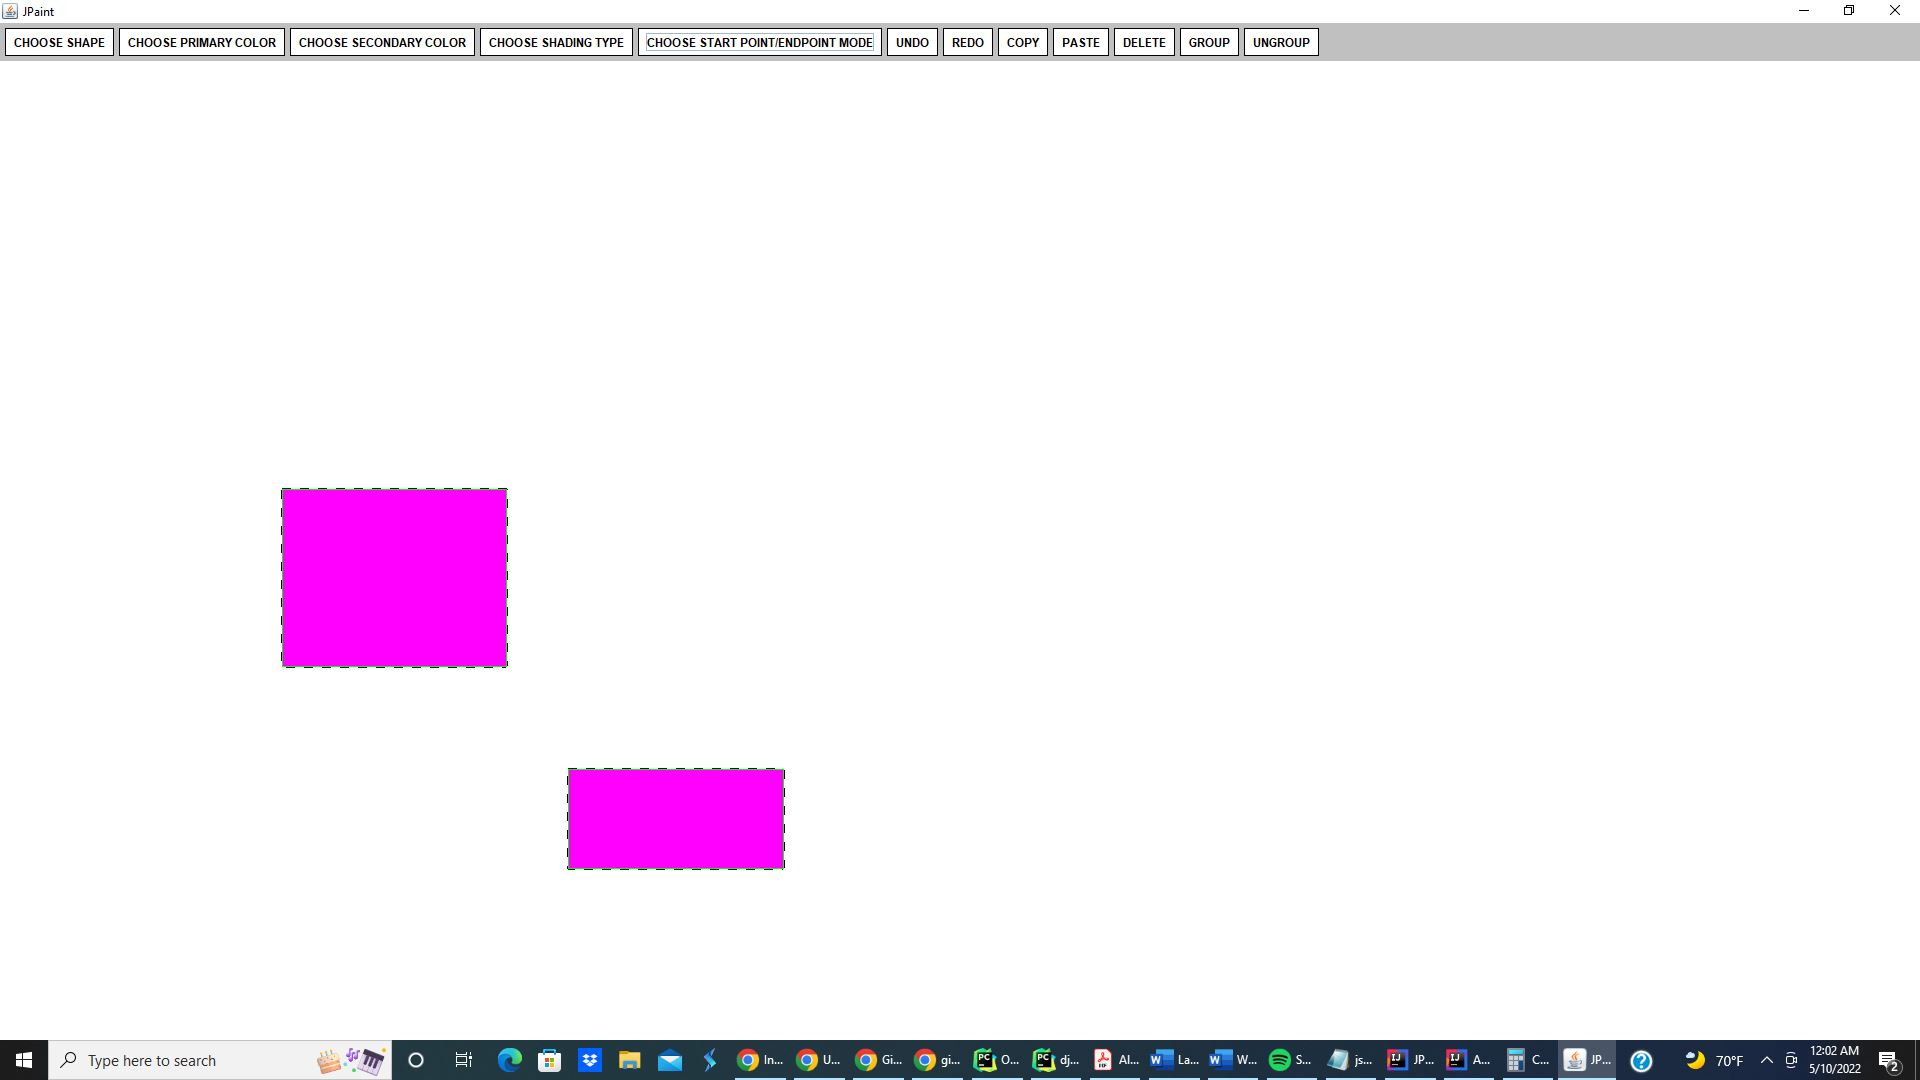 JPaint
CHOOSE SHAPE CHOOSE PRIMARY COLOR CHOOSE SECONDARY COLOR CHOOSE SHADING TYPE CHOOSE START POINT/ENDPOINT MODE UNDO REDO COPY PASTE DELETE GROUP UNGROUP
Type here to search In... U... Gi... gi... O... dj... Al... La... W... S... js... JP... A... C... JP... 70°F 12:02 AM
5/10/2022 2